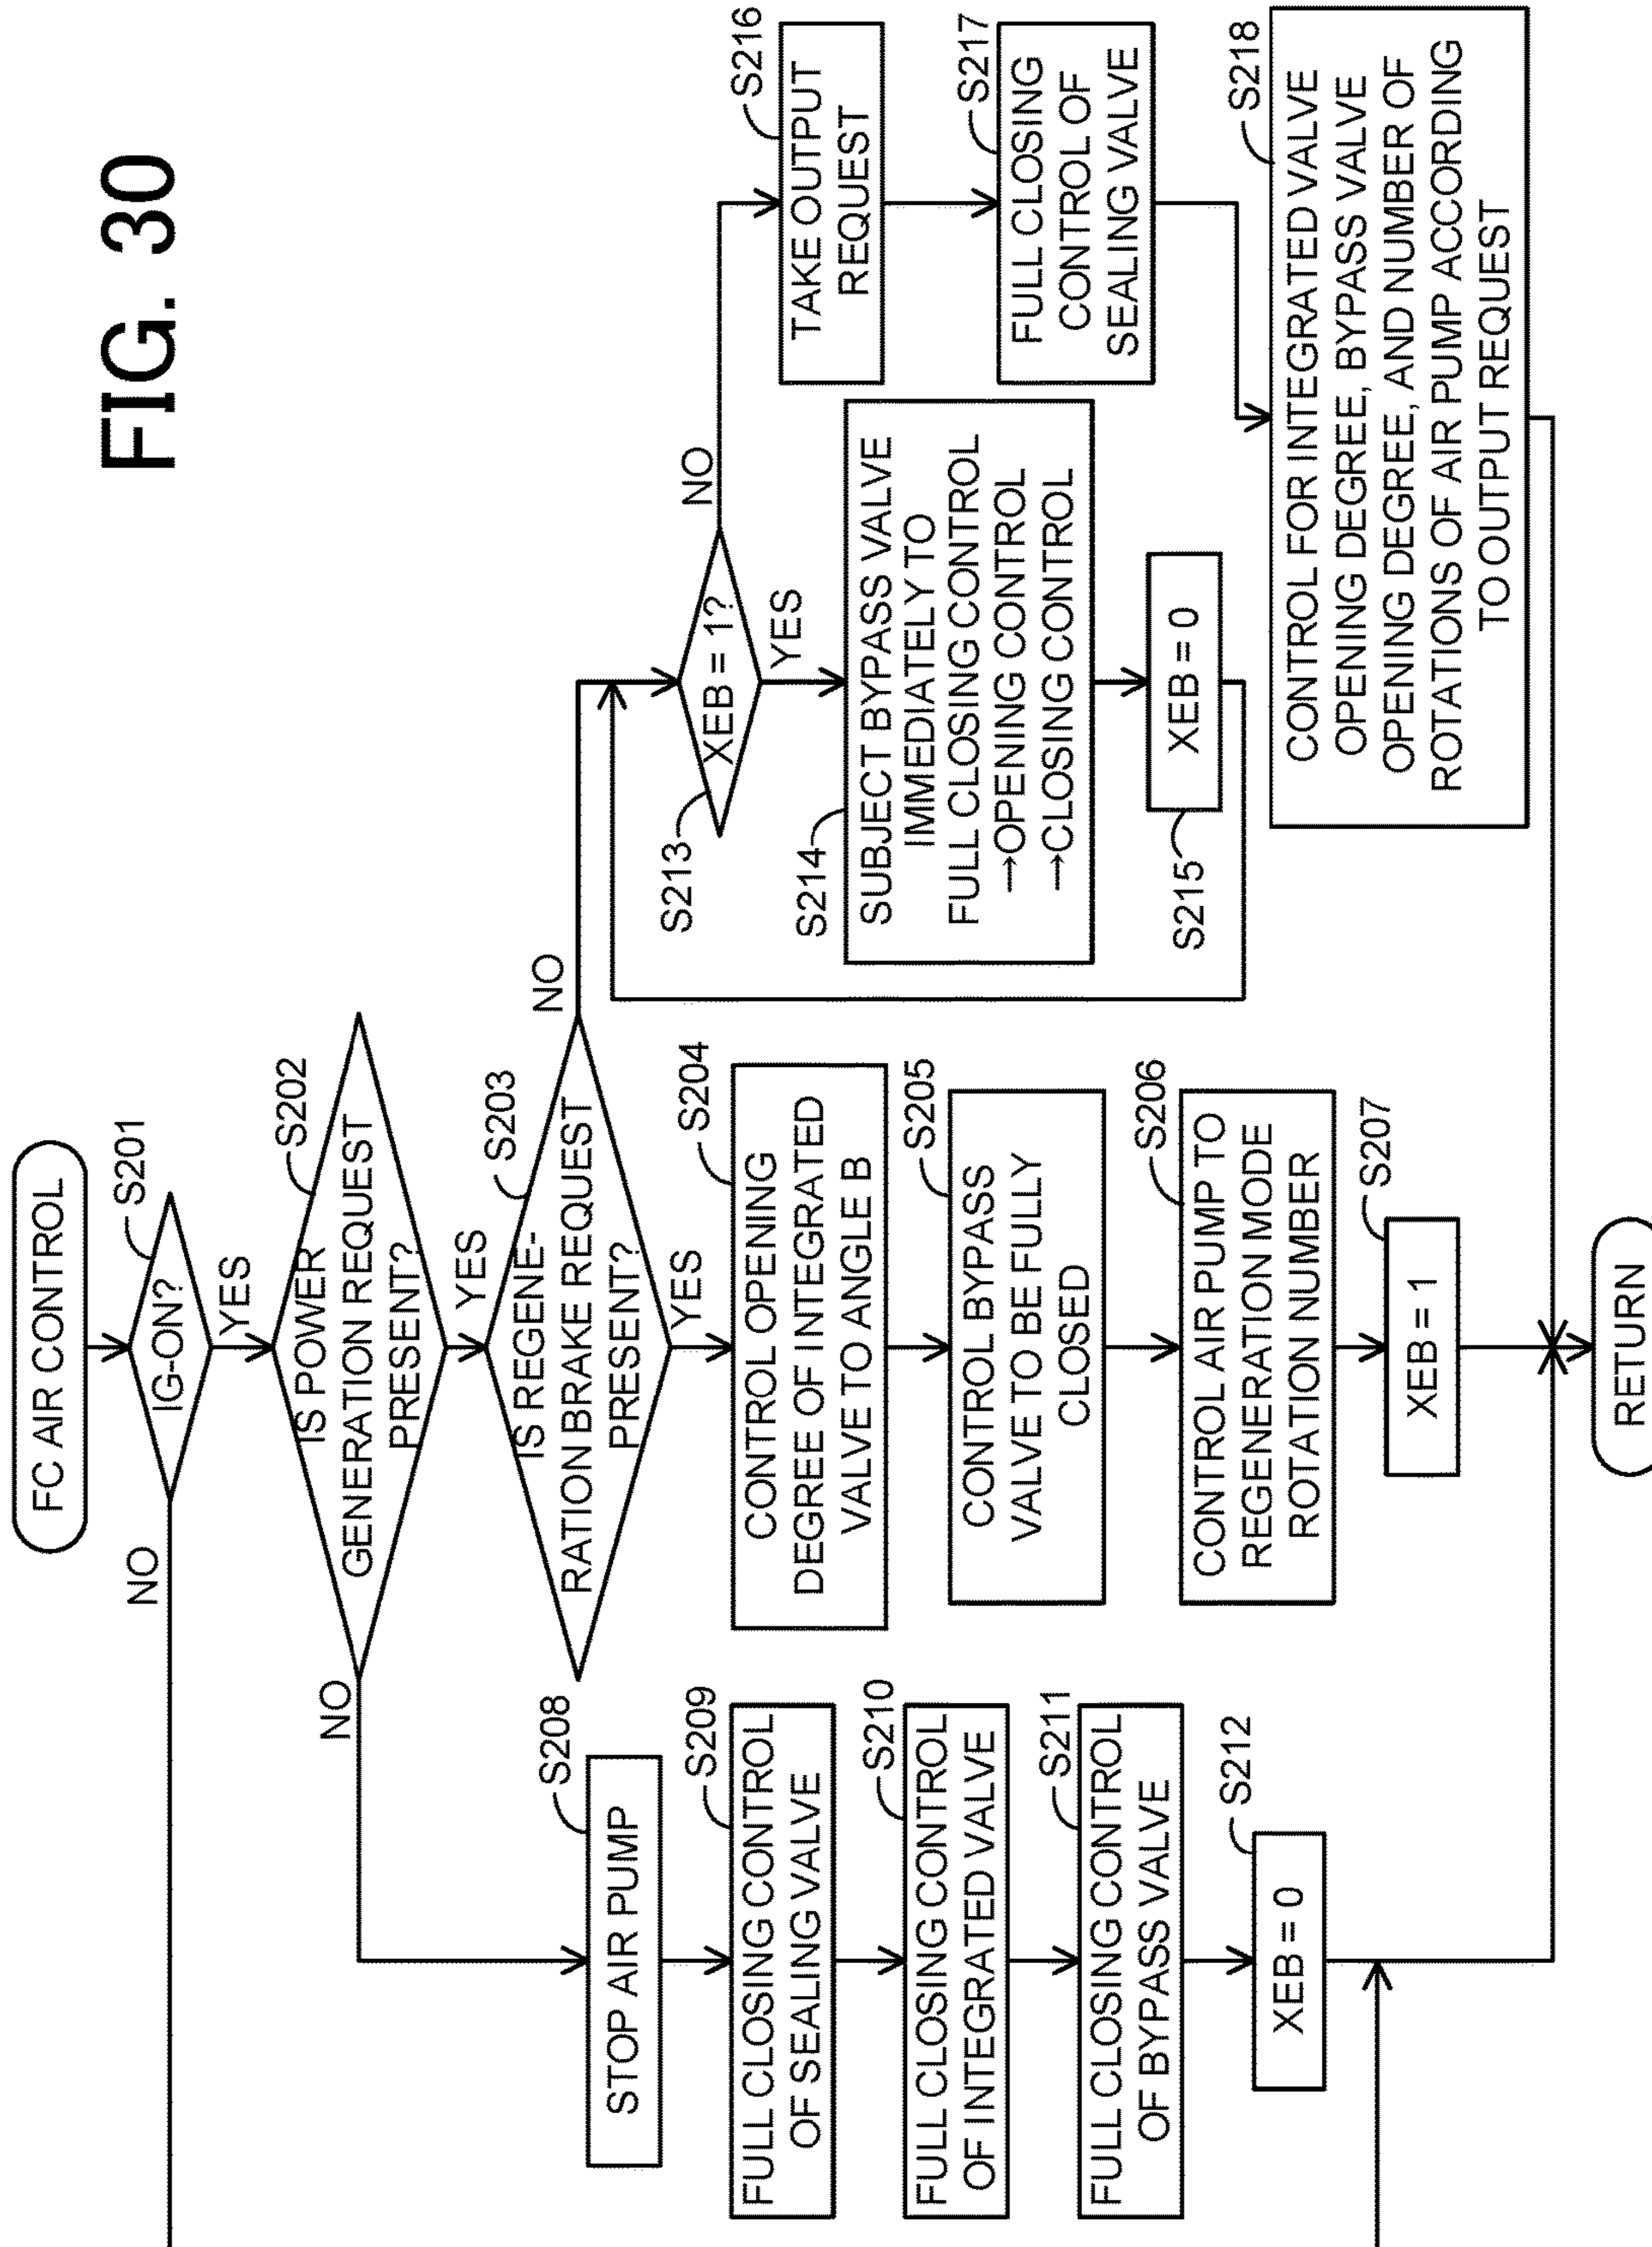 FIG. 30
FC AIR CONTROL
S201
IG-ON?
NO
YES
S202
IS POWER
GENERATION REQUEST
PRESENT?
NO
YES
S203
IS REGENE-
RATION BRAKE REQUEST
PRESENT?
NO
YES
S204
CONTROL OPENING
DEGREE OF INTEGRATED
VALVE TO ANGLE B
S205
CONTROL BYPASS
VALVE TO BE FULLY
CLOSED
S206
CONTROL AIR PUMP TO
REGENERATION MODE
ROTATION NUMBER
S207
XEB = 1
S208
STOP AIR PUMP
S209
FULL CLOSING CONTROL
OF SEALING VALVE
S210
FULL CLOSING CONTROL
OF INTEGRATED VALVE
S211
FULL CLOSING CONTROL
OF BYPASS VALVE
S212
XEB = 0
S213
XEB = 1?
NO
YES
S214
SUBJECT BYPASS VALVE
IMMEDIATELY TO
FULL CLOSING CONTROL
→OPENING CONTROL
→CLOSING CONTROL
S215
XEB = 0
S216
TAKE OUTPUT
REQUEST
S217
FULL CLOSING
CONTROL OF
SEALING VALVE
S218
CONTROL FOR INTEGRATED VALVE
OPENING DEGREE, BYPASS VALVE
OPENING DEGREE, AND NUMBER OF
ROTATIONS OF AIR PUMP ACCORDING
TO OUTPUT REQUEST
RETURN